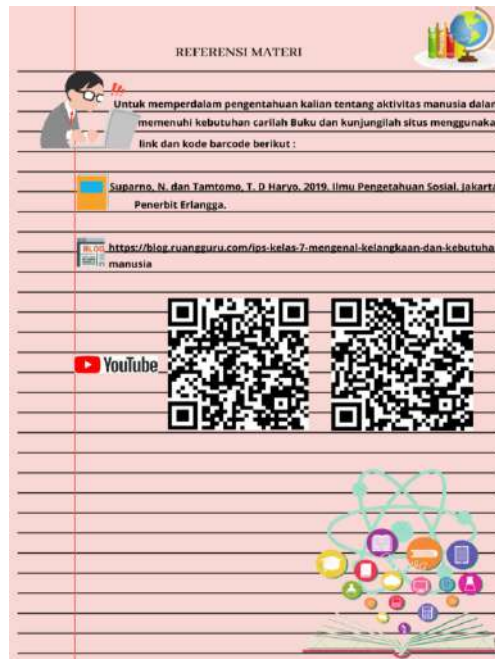 REFERENSI MATERI
Untuk memperdalam pengentahuan kalian tentang aktivitas manusia dalam
memenuhi kebutuhan carilah Buku dan kunjungilah situs menggunaka
link dan kode barcode berikut :
Suparno, N. dan Tamtomo, T. D Haryo. 2019. Ilmu Pengetahuan Sosial. Jakarta
Penerbit Erlangga.
BLOG
https://blog.ruangguru.com/ips-kelas-7-mengenal-kelangkaan-dan-kebutuha
manusia
YouTube